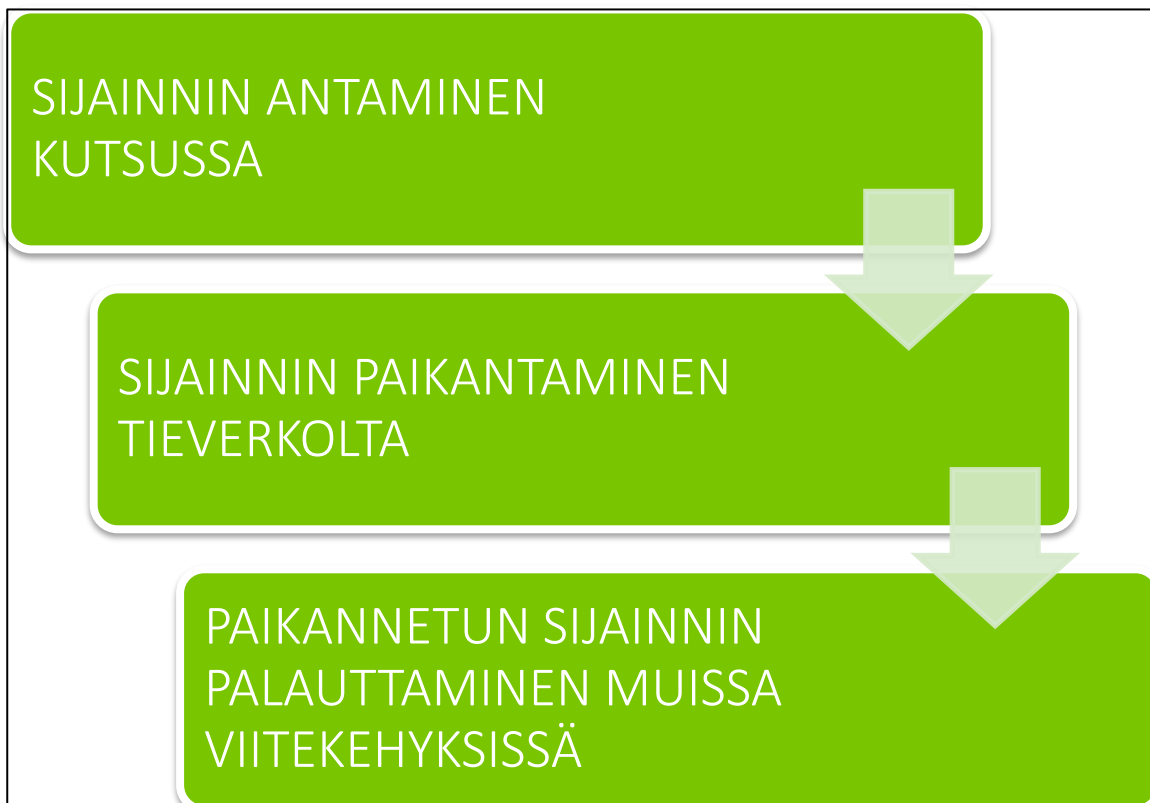 SIJAINNIN ANTAMINEN
KUTSUSSA
SIJAINNIN PAIKANTAMINEN
TIEVERKOLTA
PAIKANNETUN SIJAINNIN
PALAUTTAMINEN MUISSA
VIITEKEHYKSISSÄ